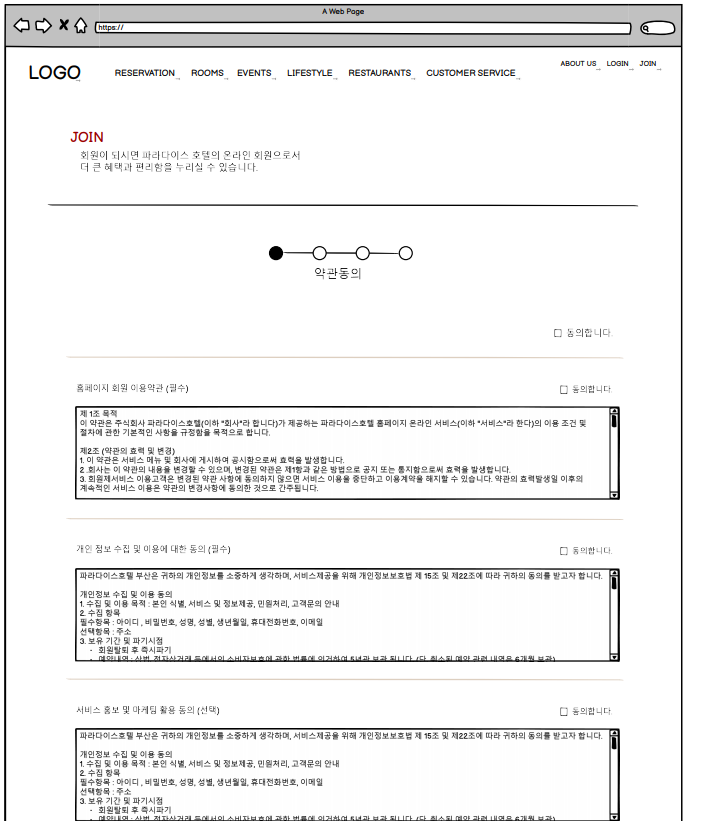 A Web Page
https://
LOGO
RESERVATION
ROOMS
EVENTS
LIFESTYLE
RESTAURANTS
CUSTOMER SERVICE
ABOUT US
LOGIN
JOIN
JOIN
회원이 되시면 파라다이스 호텔의 온라인 회원으로서
더 큰 혜택과 편리함을 누리실 수 있습니다.
약관동의
동의합니다.
홈페이지 회원 이용약관 (필수)
동의합니다.
제 1조 목적
이 약관은 주식회사 파라다이스호텔(이하 "회사"라 합니다)가 제공하는 파라다이스호텔 홈페이지 온라인 서비스(이하 "서비스"라 한다)의 이용 조건 및
절차에 관한 기본적인 사항을 규정함을 목적으로 합니다.
제2조 (약관의 효력 및 변경)
1. 이 약관은 서비스 메뉴 및 회사에 게시하여 공시함으로써 효력을 발생합니다.
2 .회사는 이 약관의 내용을 변경할 수 있으며, 변경된 약관은 제1항과 같은 방법으로 공지 또는 통지함으로써 효력을 발생합니다.
3. 회원제서비스 이용고객은 변경된 약관 사항에 동의하지 않으면 서비스 이용을 중단하고 이용계약을 해지할 수 있습니다. 약관의 효력발생일 이후의
계속적인 서비스 이용은 약관의 변경사항에 동의한 것으로 간주됩니다.
개인 정보 수집 및 이용에 대한 동의 (필수)
동의합니다.
파라다이스호텔 부산은 귀하의 개인정보를 소중하게 생각하며, 서비스제공을 위해 개인정보보호법 제 15조 및 제22조에 따라 귀하의 동의를 받고자 합니다.
개인정보 수집 및 이용 동의
1. 수집 및 이용 목적 : 본인 식별, 서비스 및 정보제공, 민원처리, 고객문의 안내
2. 수집 항목
필수항목 : 아이디 , 비밀번호, 성명, 성별, 생년월일, 휴대전화번호, 이메일
선택항목 : 주소
3. 보유 기간 및 파기시점
- 회원탈퇴 후 즉시파기
- 예약내역 : 상법, 전자상거래 등에서의 소비자보호에 관한 법률에 의거하여 5년간 보관 됩니다. (단, 취소된 예약 관련 내역은 6개월 보관)
서비스 홍보 및 마케팅 활용 동의 (선택)
동의합니다.
파라다이스호텔 부산은 귀하의 개인정보를 소중하게 생각하며, 서비스제공을 위해 개인정보보호법 제 15조 및 제22조에 따라 귀하의 동의를 받고자 합니다.
개인정보 수집 및 이용 동의
1. 수집 및 이용 목적 : 본인 식별, 서비스 및 정보제공, 민원처리, 고객문의 안내
2. 수집 항목
필수항목 : 아이디 , 비밀번호, 성명, 성별, 생년월일, 휴대전화번호, 이메일
선택항목 : 주소
3. 보유 기간 및 파기시점
- 회원탈퇴 후 즉시파기
- 예약내역 : 상법, 전자상거래 등에서의 소비자보호에 관한 법률에 의거하여 5년간 보관 됩니다. (단, 취소된 예약 관련 내역은 6개월 보관)